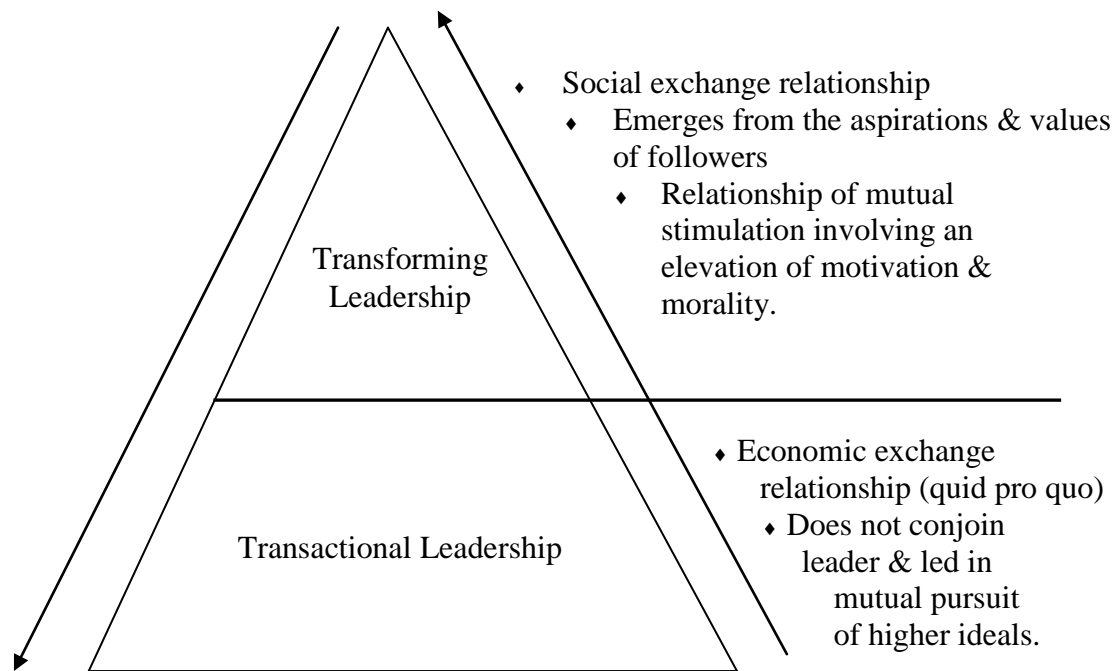 ♦ Social exchange relationship
♦ Emerges from the aspirations & values
of followers
♦ Relationship of mutual
stimulation involving an
elevation of motivation &
morality.
Transforming
Leadership
♦ Economic exchange
relationship (quid pro quo)
♦ Does not conjoin
leader & led in
mutual pursuit
of higher ideals.
Transactional Leadership